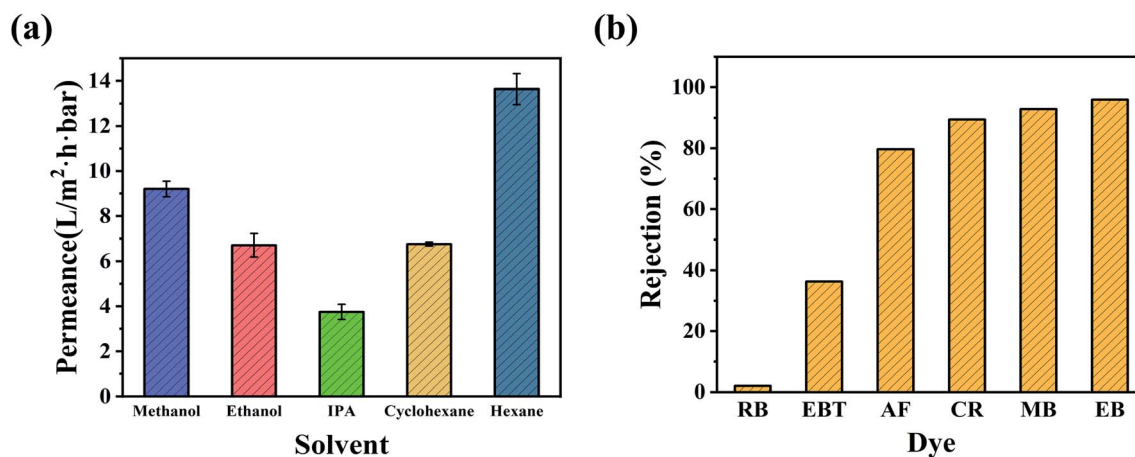 (a)
Permeance(L/m²·h·bar)
14
12
10
8
6
4
2
0
Methanol Ethanol IPA Cyclohexane Hexane
Solvent
(b)
Rejection (%)
100
80
60
40
20
0
RB EBT AF CR MB EB
Dye